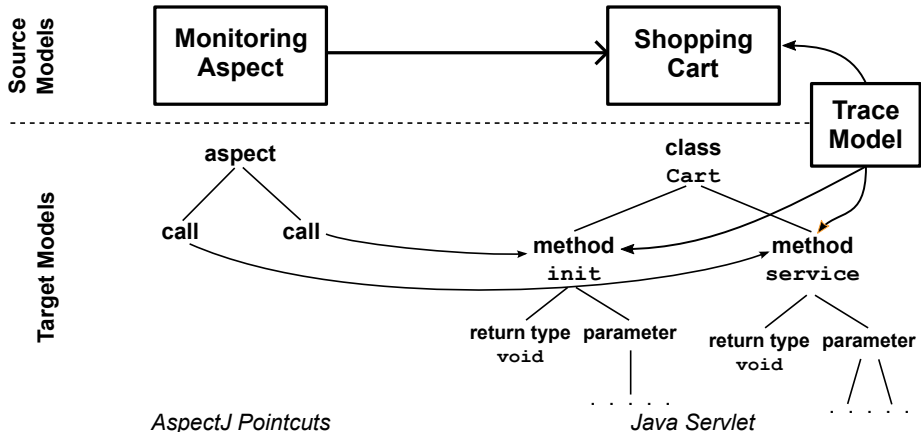 Source
Models
Monitoring
Aspect
Shopping
Cart
Trace
Model
Target Models
aspect
class
Cart
call
call
method
init
method
service
return type
void
parameter
return type
void
parameter
. . . . .
. . . . .
AspectJ Pointcuts
Java Servlet